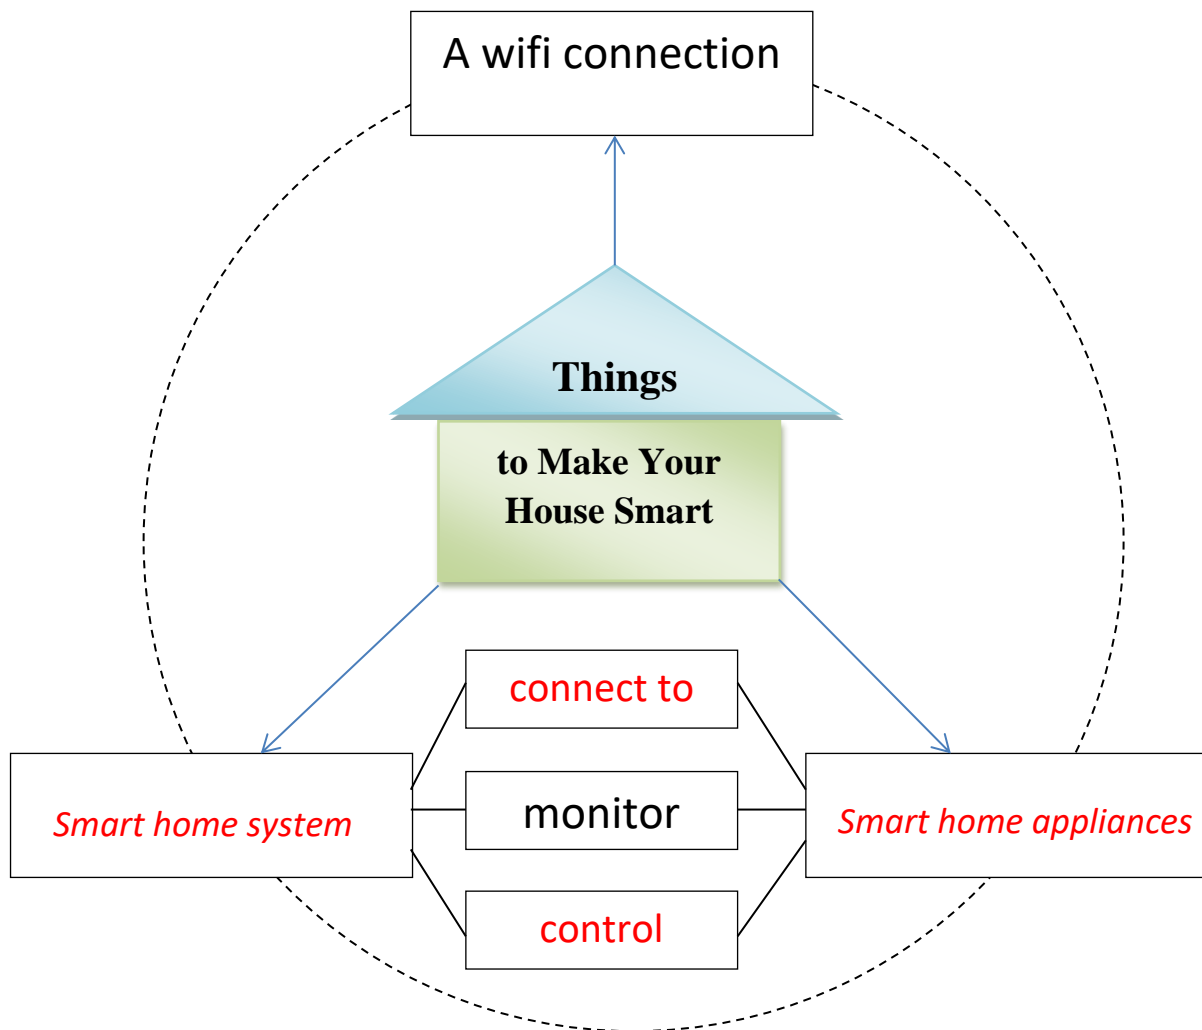 A wifi connection
Things
to Make Your
House Smart
connect to
Smart home system
monitor
Smart home appliances
control